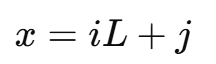 x = iL + j